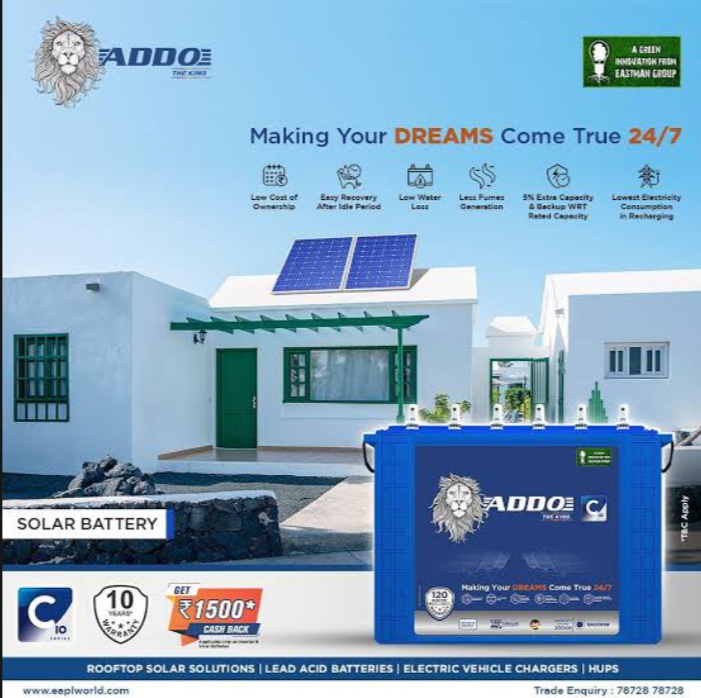 ADDO
THE KING
A GREEN
INNOVATION FROM
EASTMAN GROUP
Making Your DREAMS Come True 24/7
Low Cost of
Ownership
Easy Recovery
After Idle Period
Low Water
Loss
Less Fumes
Generation
5% Extra Capacity
& Backup WRT
Rated Capacity
Lowest Electricity
Consumption
in Recharging
ADDO
THE KING
C
Making Your DREAMS Come True 24/7
120
*T&C Apply
SOLAR BATTERY
C
10
SERIES
10
YEARS*
WARRANTY
GET
₹1500*
CASH BACK
ROOFTOP SOLAR SOLUTIONS | LEAD ACID BATTERIES | ELECTRIC VEHICLE CHARGERS | HUPS
www.eaplworld.com
Trade Enquiry : 78728 78728